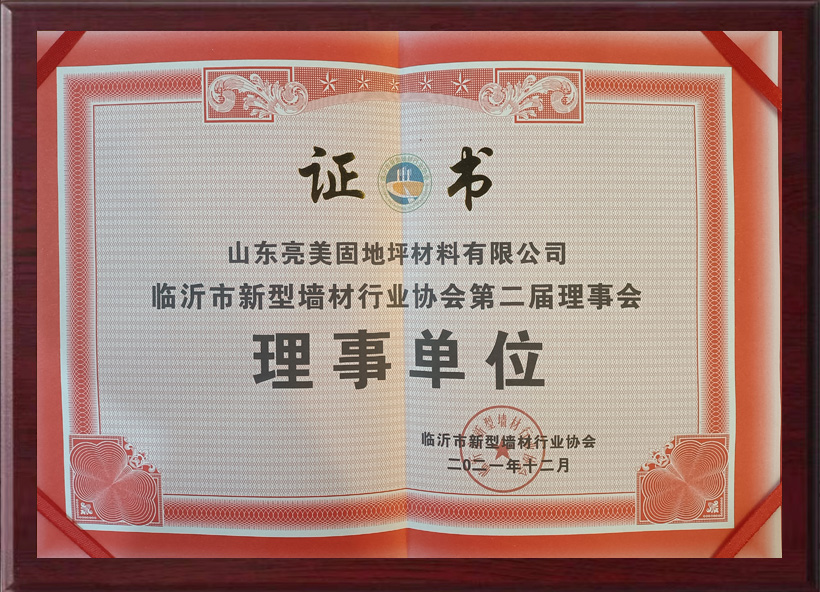 证书
山东亮美固地坪材料有限公司
临沂市新型墙材行业协会第二届理事会
理事单位
临沂市新型墙材行业协会
二〇二一年十二月